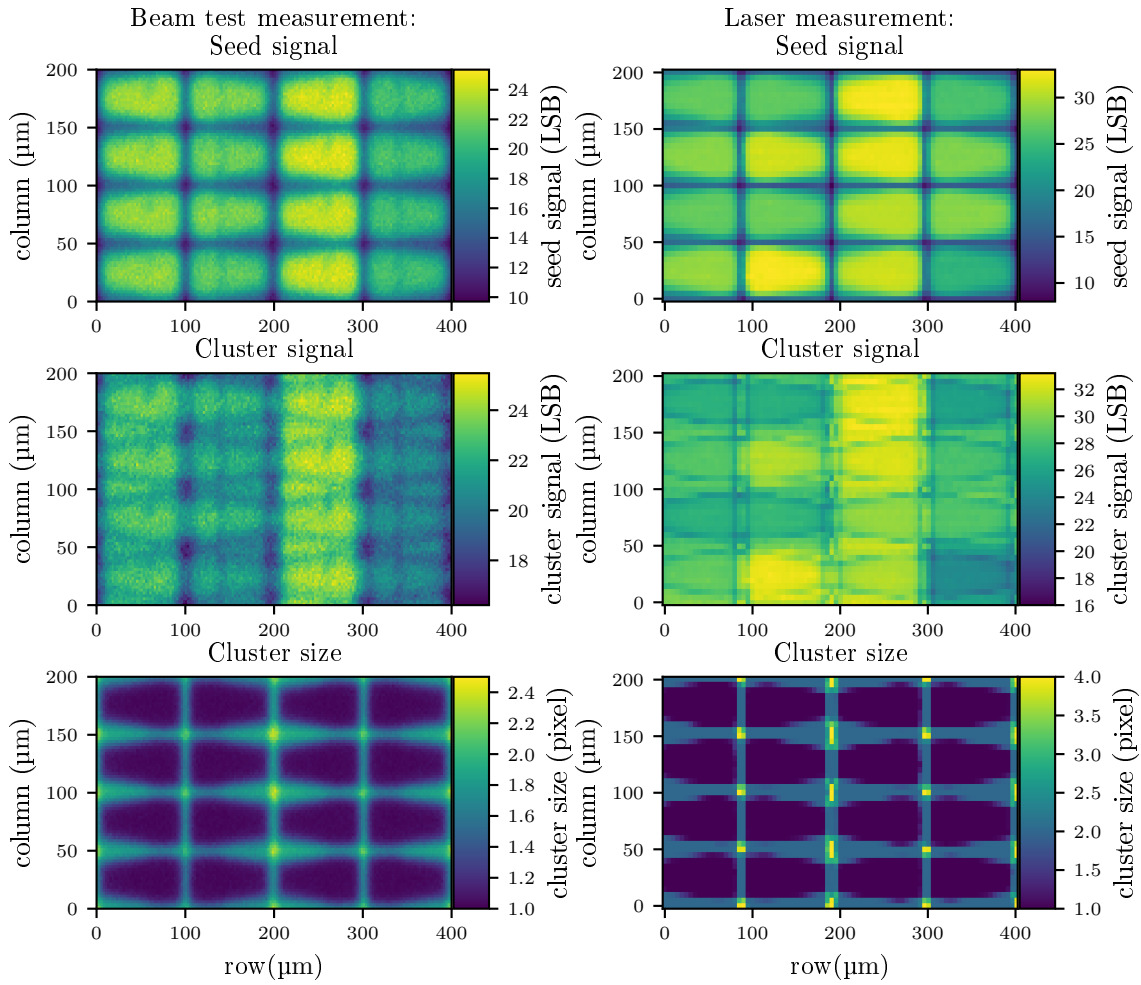 Beam test measurement:
Seed signal
200
150
100
50
0
column (µm)
0 100 200 300 400
24
22
20
18
16
14
12
10
seed signal (LSB)
Laser measurement:
Seed signal
200
150
100
50
0
column (µm)
0 100 200 300 400
30
20
10
seed signal (LSB)
Cluster signal
200
150
100
50
0
column (µm)
0 100 200 300 400
24
22
20
18
cluster signal (LSB)
Cluster signal
200
150
100
50
0
column (µm)
0 100 200 300 400
32
30
28
26
24
22
20
18
16
cluster signal (LSB)
Cluster size
200
150
100
50
0
column (µm)
0 100 200 300 400
row(µm)
2.4
2.2
2.0
1.8
1.6
1.4
1.2
1.0
cluster size (pixel)
Cluster size
200
150
100
50
0
column (µm)
0 100 200 300 400
row(µm)
4.0
3.5
3.0
2.5
2.0
1.5
1.0
cluster size (pixel)